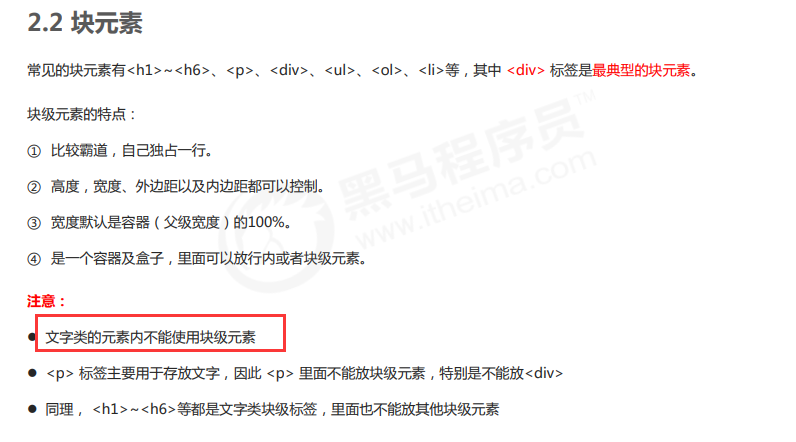 2.2 块元素
常见的块元素有<h1>~<h6>、<p>、<div>、<ul>、<ol>、<li>等，其中 <div> 标签是最典型的块元素。
块级元素的特点：
① 比较霸道，自己独占一行。
② 高度，宽度、外边距以及内边距都可以控制。
③ 宽度默认是容器（父级宽度）的100%。
④ 是一个容器及盒子，里面可以放行内或者块级元素。
黑马程序员™
www.itheima.com
注意：
● 文字类的元素内不能使用块级元素
● <p> 标签主要用于存放文字，因此 <p> 里面不能放块级元素，特别是不能放<div>
● 同理， <h1>~<h6>等都是文字类块级标签，里面也不能放其他块级元素